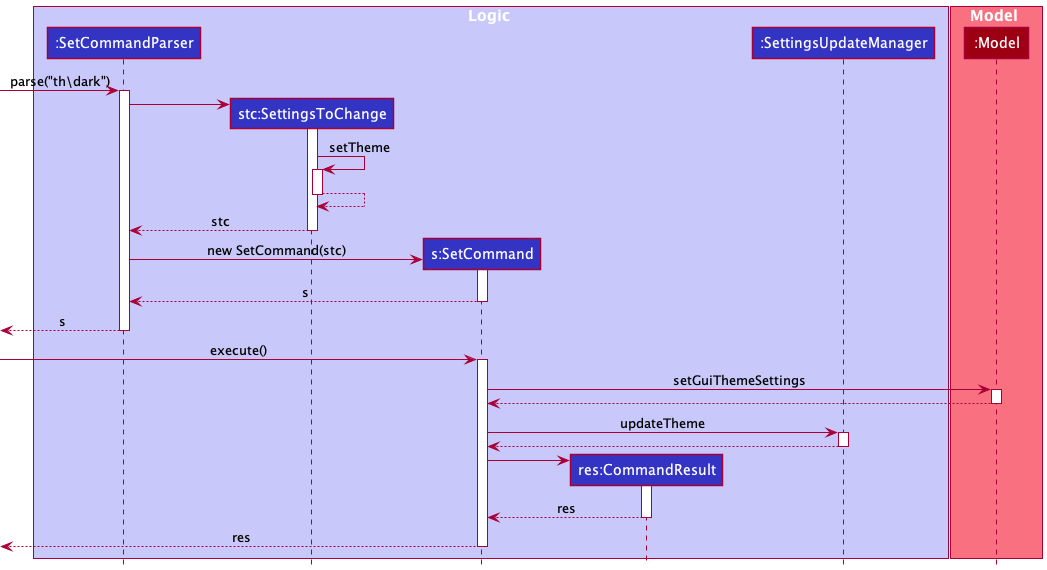 Logic
Model
:SetCommandParser
:SettingsUpdateManager
:Model
parse("th\dark")
stc:SettingsToChange
setTheme
stc
new SetCommand(stc)
s:SetCommand
s
s
execute()
setGuiThemeSettings
updateTheme
res:CommandResult
res
res